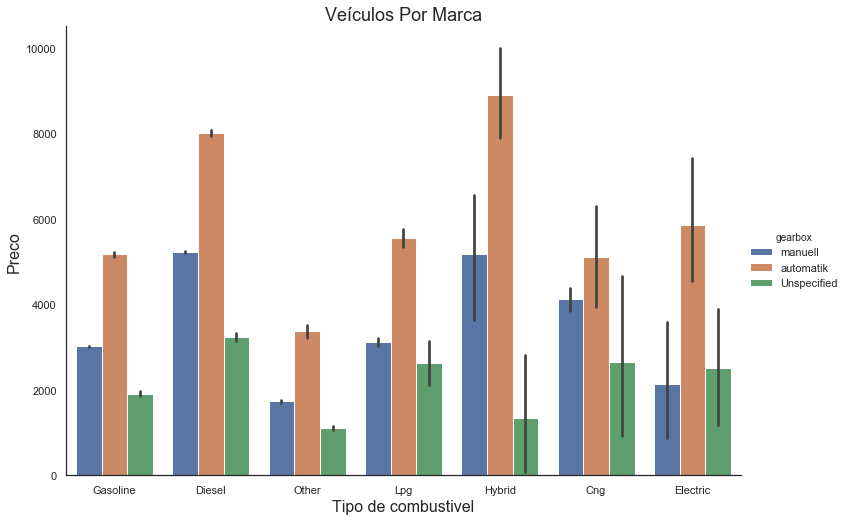 Veículos Por Marca
Preco
10000
8000
6000
4000
2000
0
Gasoline Diesel Other Lpg Hybrid Cng Electric
Tipo de combustivel
gearbox
manuell
automatik
Unspecified